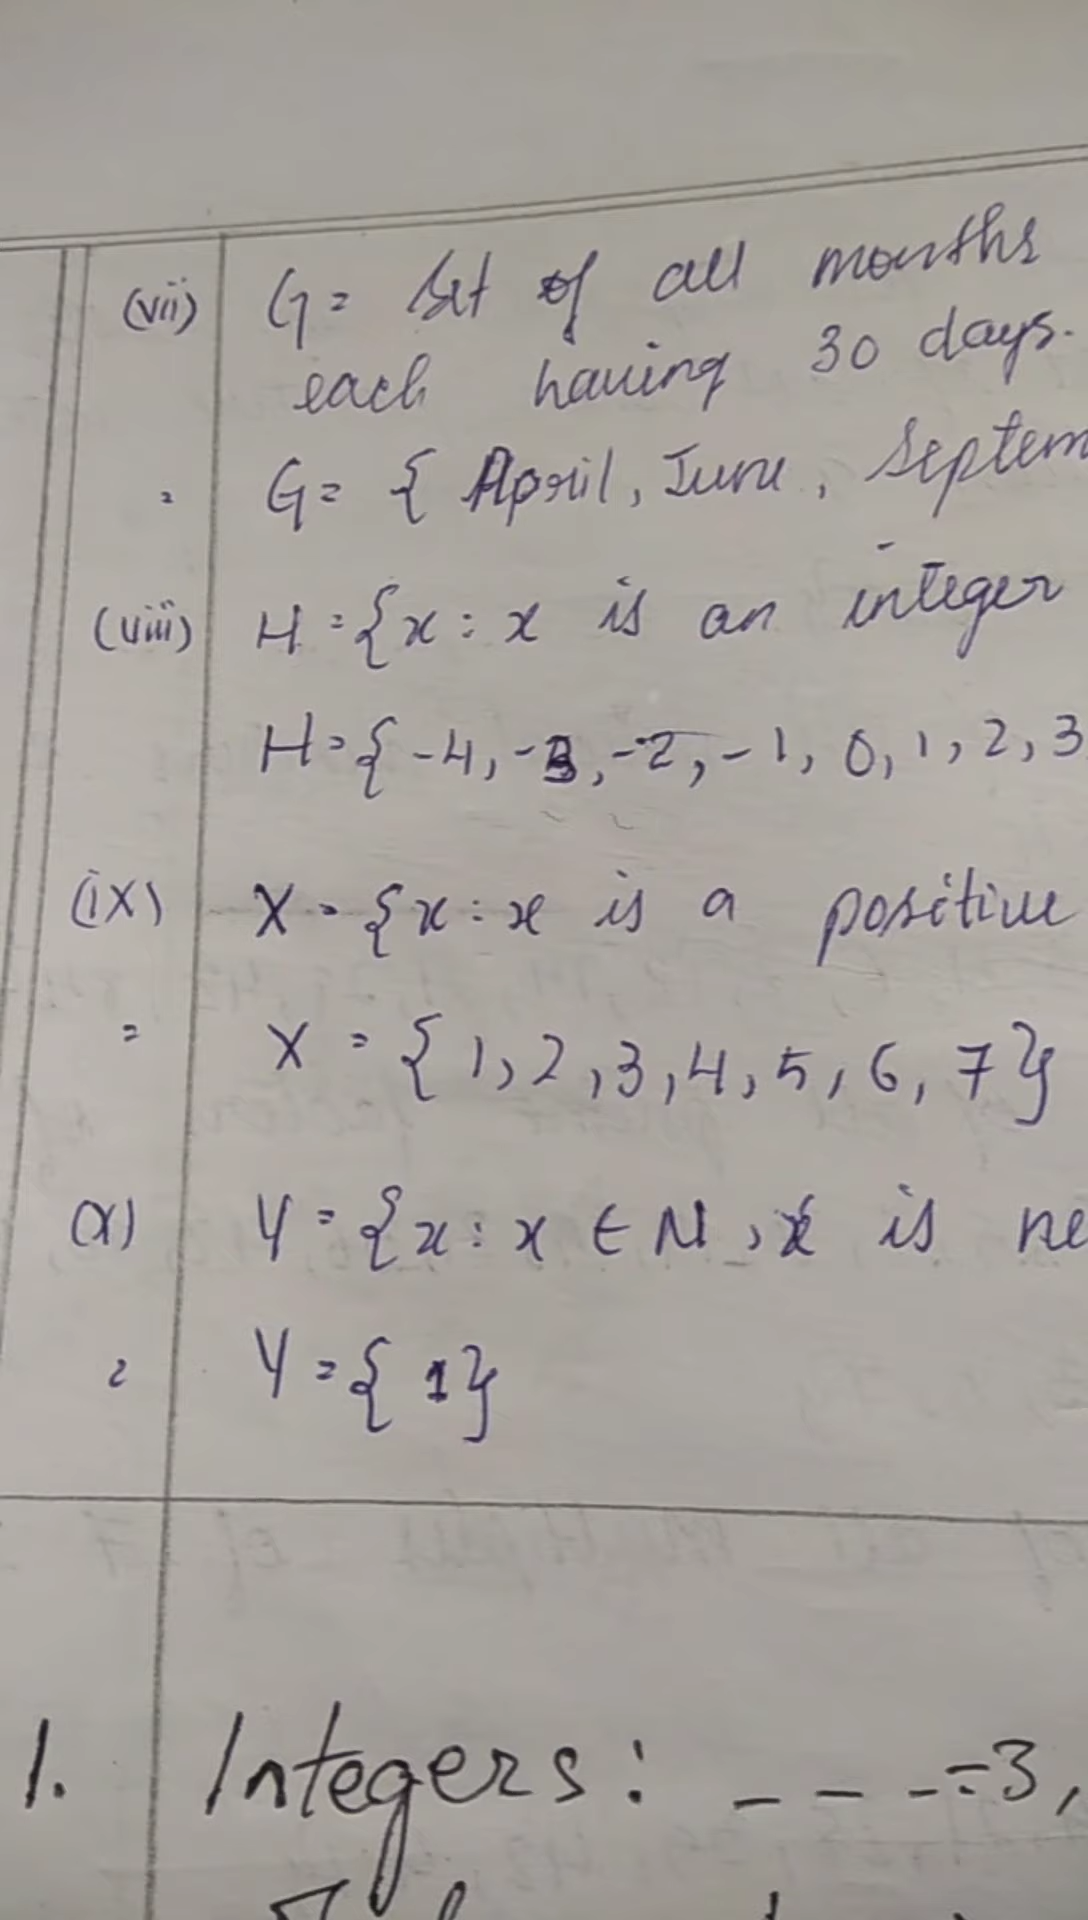 (vii) G = Set of all months
each having 30 days.
= G = { April, June, Septem
(viii) H = {x : x is an integer
H = { -4, -3, -2, -1, 0, 1, 2, 3
(ix) X = {x : x is a positive
= X = { 1, 2, 3, 4, 5, 6, 7 }
(x) Y = {x : x ∈ N, x is ne
= Y = { 1 }
1. Integers : _ _ _ -3,